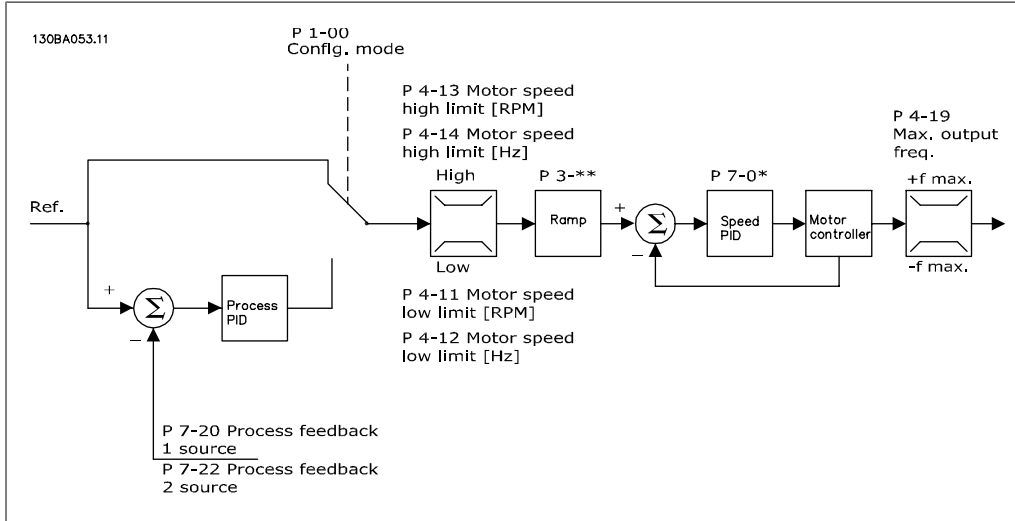 130BA053.11
P 1-00
Config. mode
P 4-13 Motor speed
high limit [RPM]
P 4-14 Motor speed
high limit [Hz]
P 4-19
Max. output
freq.
High
P 3-**
P 7-0*
+f max.
Ref.
+
Σ
−
Ramp
Speed
PID
Motor
controller
Low
-f max.
P 4-11 Motor speed
low limit [RPM]
P 4-12 Motor speed
low limit [Hz]
+
Σ
−
Process
PID
P 7-20 Process feedback
1 source
P 7-22 Process feedback
2 source